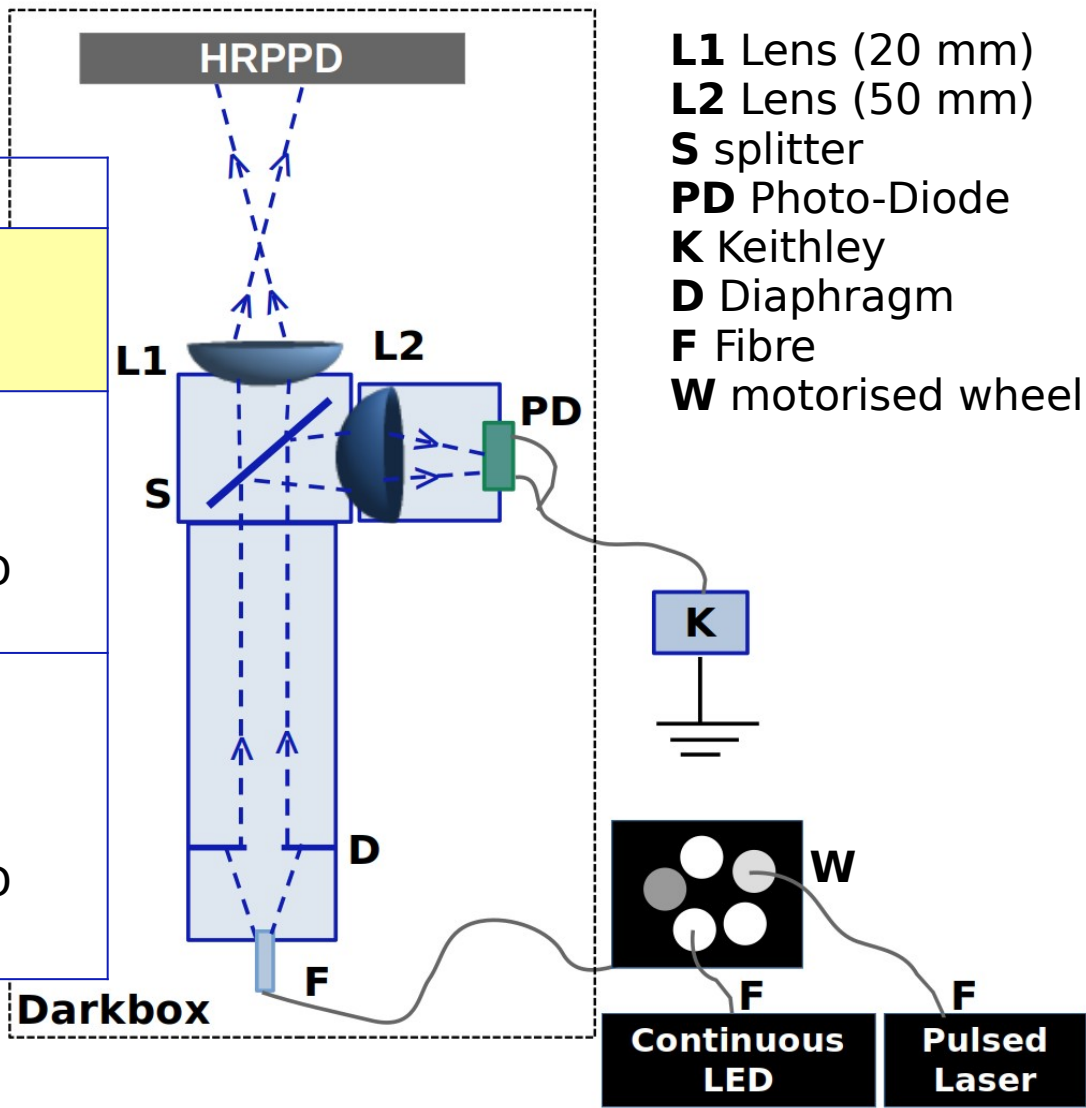 HRPPD
L1 Lens (20 mm)
L2 Lens (50 mm)
S splitter
PD Photo-Diode
K Keithley
D Diaphragm
F Fibre
W motorised wheel
L1
L2
PD
S
K
D
W
F
F
F
Darkbox
Continuous
LED
Pulsed
Laser